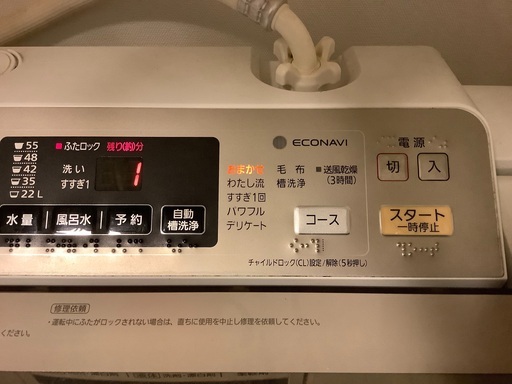 55
48
42
35
22 L
ふたロック
残り 分
洗い
すすぎ1
1
水量
風呂水
予約
自動
槽洗浄
ECONAVI
おまかせ
わたし流
すすぎ1回
パワフル
デリケート
毛布
槽洗浄
送風乾燥
(3時間)
コース
電源
切
入
スタート
一時停止
チャイルドロック(CL)設定/解除(5秒押し)
修理依頼
・運転中にふたがロックされない場合は、直ちに使用を中止し修理を依頼してください。
ください。